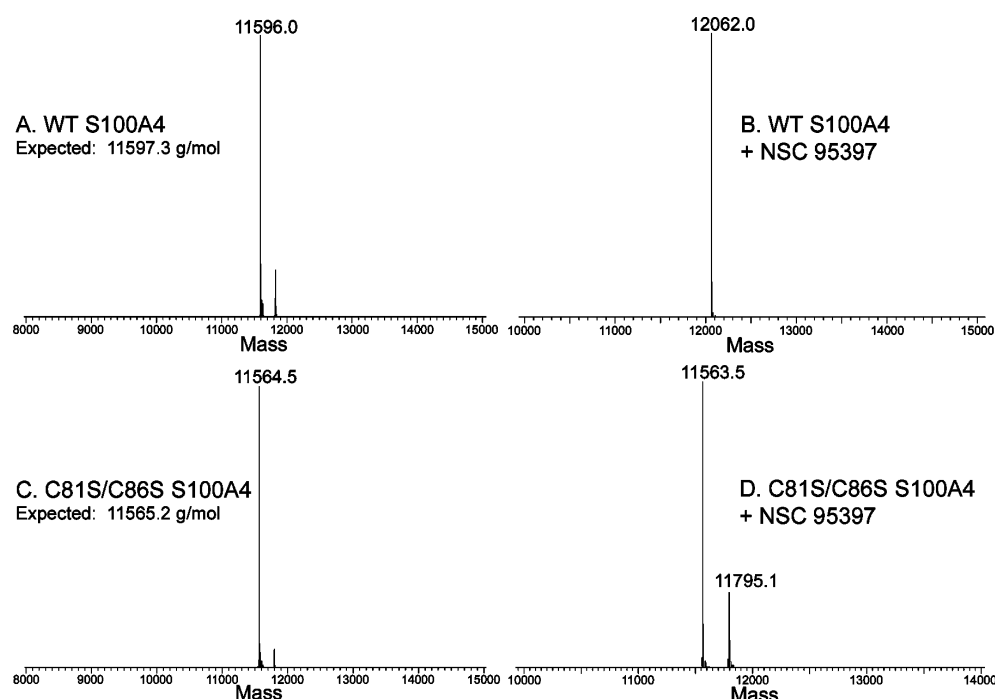 11596.0
A. WT S100A4
Expected: 11597.3 g/mol
8000 9000 10000 11000 12000 13000 14000 15000
Mass
12062.0
B. WT S100A4
+ NSC 95397
10000 11000 12000 13000 14000 15000
Mass
11564.5
C. C81S/C86S S100A4
Expected: 11565.2 g/mol
8000 9000 10000 11000 12000 13000 14000 15000
Mass
11563.5
D. C81S/C86S S100A4
+ NSC 95397
11795.1
10000 11000 12000 13000 14000
Mass